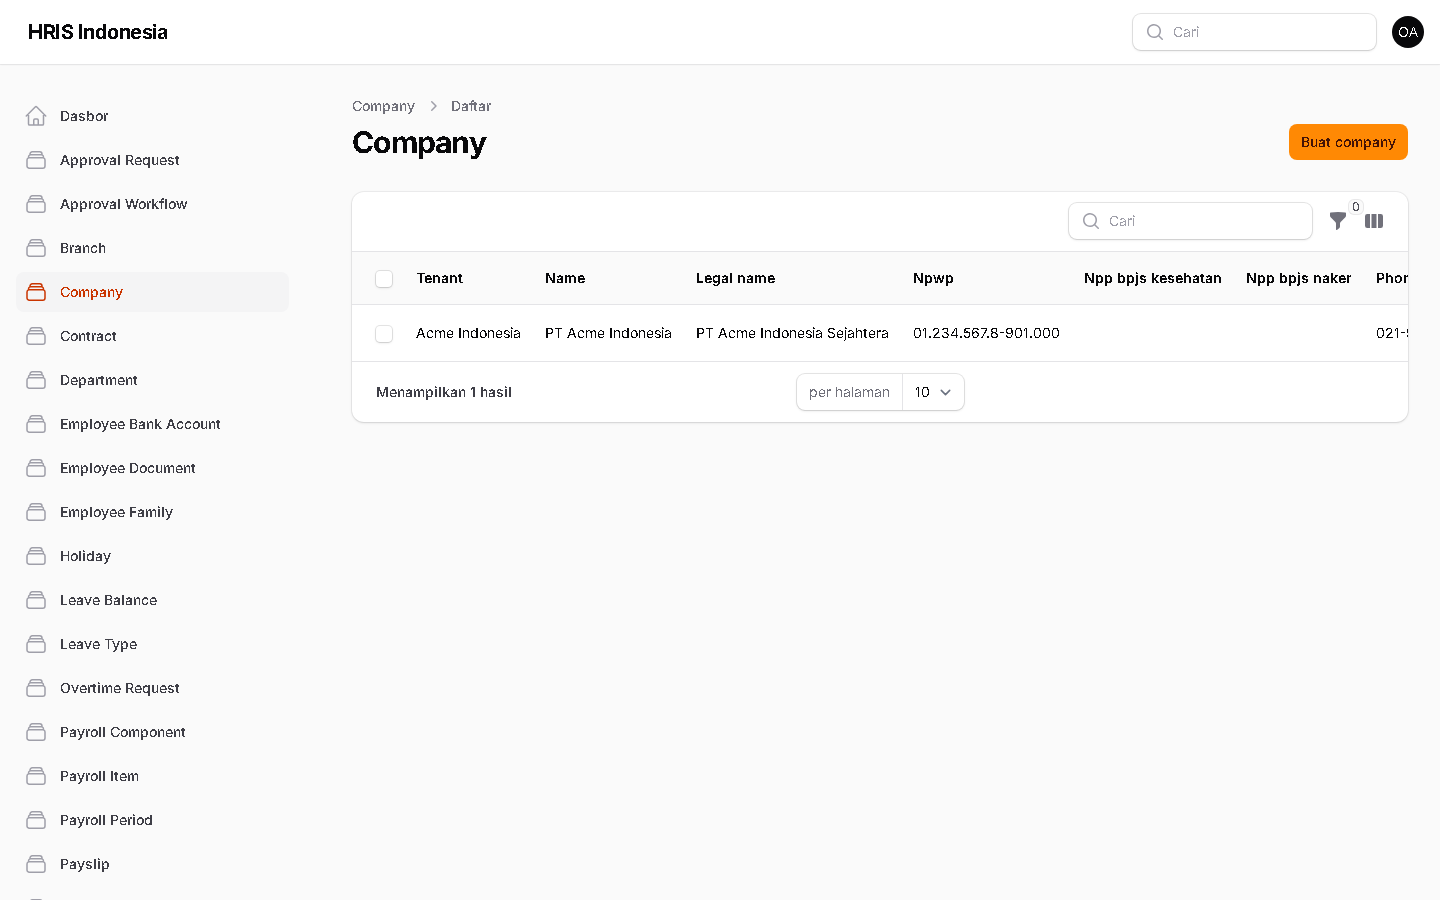 HRIS Indonesia
Cari
OA
Dasbor
Approval Request
Approval Workflow
Branch
Company
Contract
Department
Employee Bank Account
Employee Document
Employee Family
Holiday
Leave Balance
Leave Type
Overtime Request
Payroll Component
Payroll Item
Payroll Period
Payslip
Company > Daftar
Company
Buat company
Cari
0
Tenant Name Legal name Npwp Npp bpjs kesehatan Npp bpjs naker
Acme Indonesia PT Acme Indonesia PT Acme Indonesia Sejahtera 01.234.567.8-901.000 021-
Menampilkan 1 hasil
per halaman 10